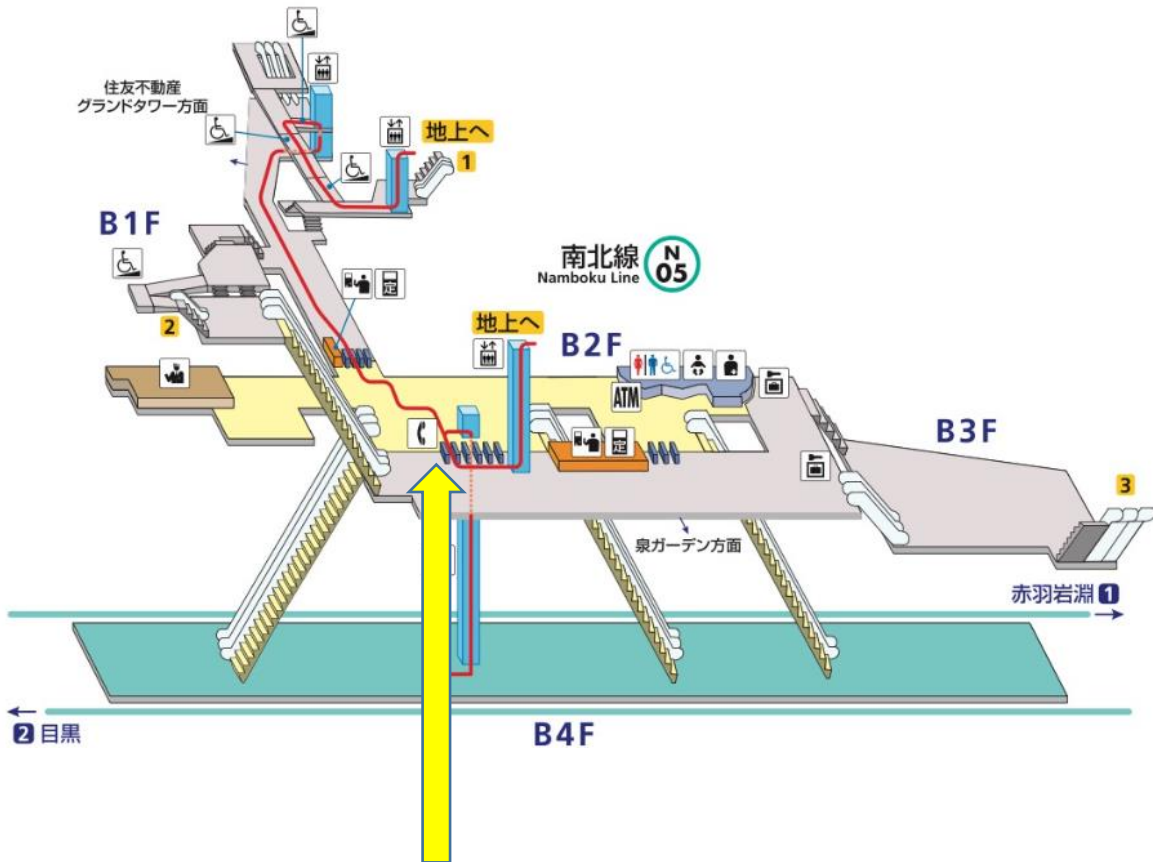 住友不動産
グランドタワー方面
地上へ
1
B1F
南北線
Namboku Line
N
05
定
2
地上へ
B2F
ATM
定
B3F
3
泉ガーデン方面
赤羽岩淵 1
2 目黒
B4F